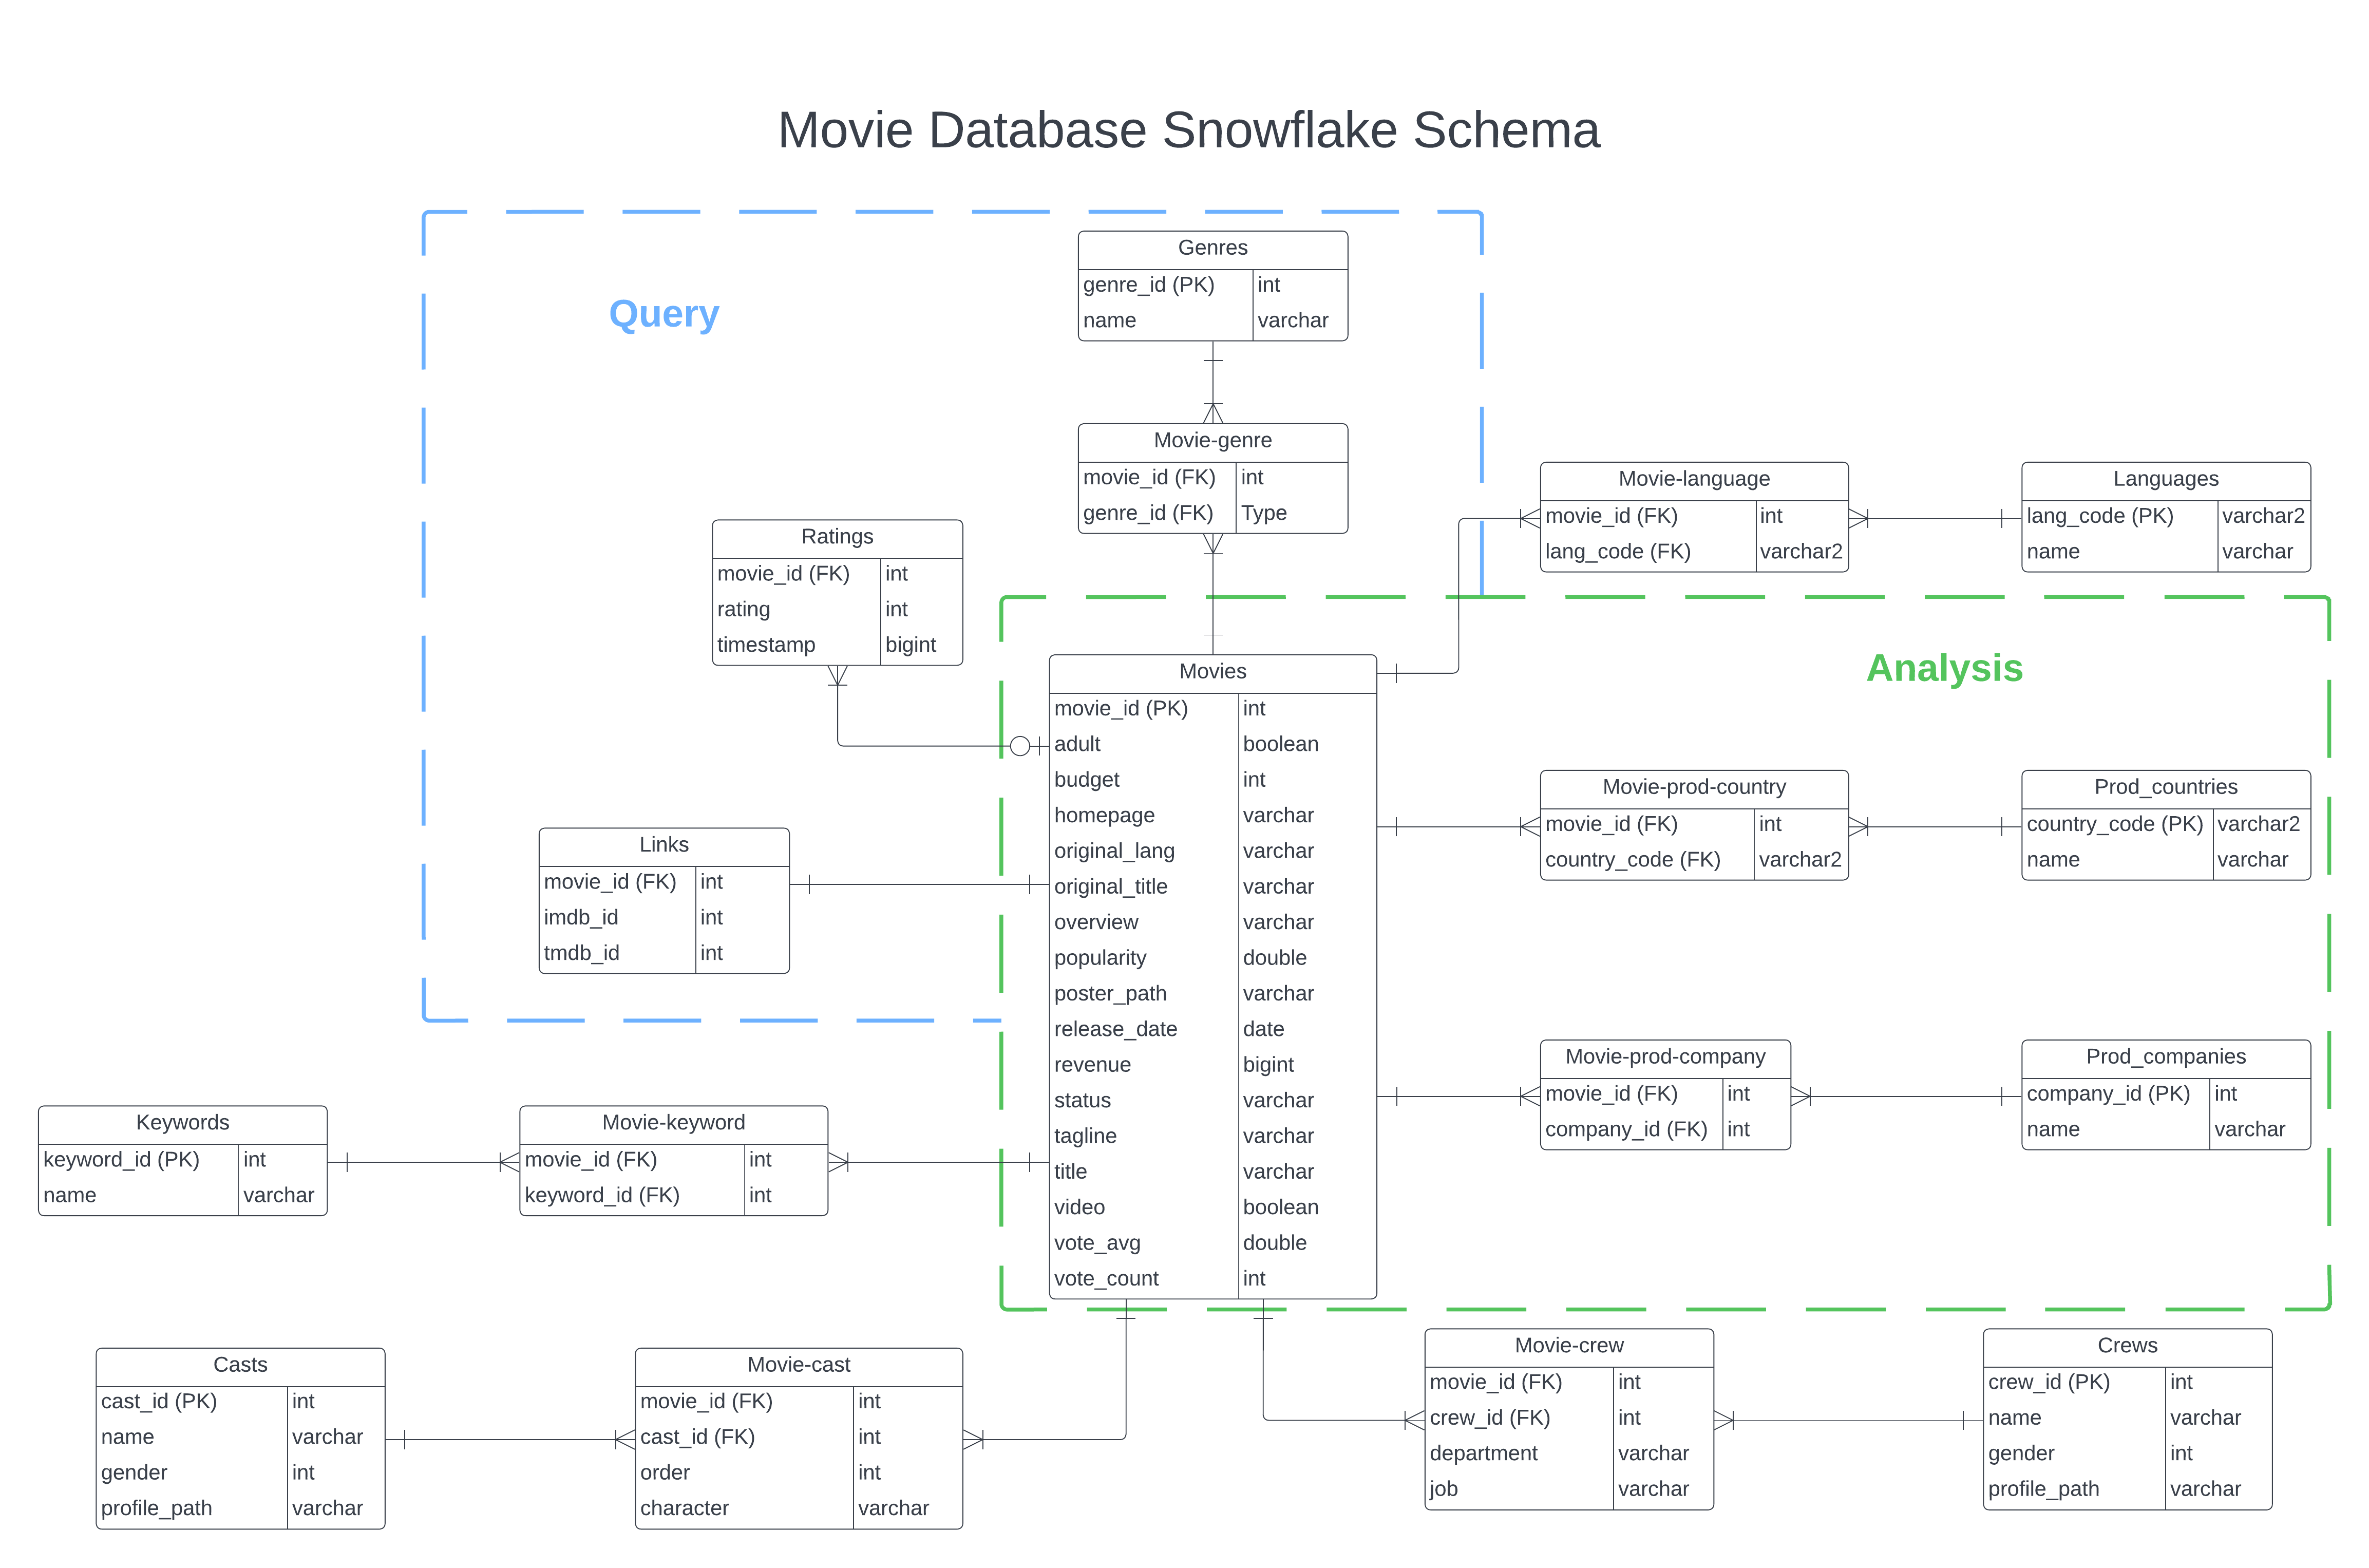 Movie Database Snowflake Schema
Query
Genres
genre_id (PK) int
name varchar
Movie-genre
movie_id (FK) int
genre_id (FK) Type
Ratings
movie_id (FK) int
rating int
timestamp bigint
Links
movie_id (FK) int
imdb_id int
tmdb_id int
Movie-language
movie_id (FK) int
lang_code (FK) varchar2
Languages
lang_code (PK) varchar2
name varchar
Analysis
Movies
movie_id (PK) int
adult boolean
budget int
homepage varchar
original_lang varchar
original_title varchar
overview varchar
popularity double
poster_path varchar
release_date date
revenue bigint
status varchar
tagline varchar
title varchar
video boolean
vote_avg double
vote_count int
Movie-prod-country
movie_id (FK) int
country_code (FK) varchar2
Prod_countries
country_code (PK) varchar2
name varchar
Movie-prod-company
movie_id (FK) int
company_id (FK) int
Prod_companies
company_id (PK) int
name varchar
Keywords
keyword_id (PK) int
name varchar
Movie-keyword
movie_id (FK) int
keyword_id (FK) int
Casts
cast_id (PK) int
name varchar
gender int
profile_path varchar
Movie-cast
movie_id (FK) int
cast_id (FK) int
order int
character varchar
Movie-crew
movie_id (FK) int
crew_id (FK) int
department varchar
job varchar
Crews
crew_id (PK) int
name varchar
gender int
profile_path varchar